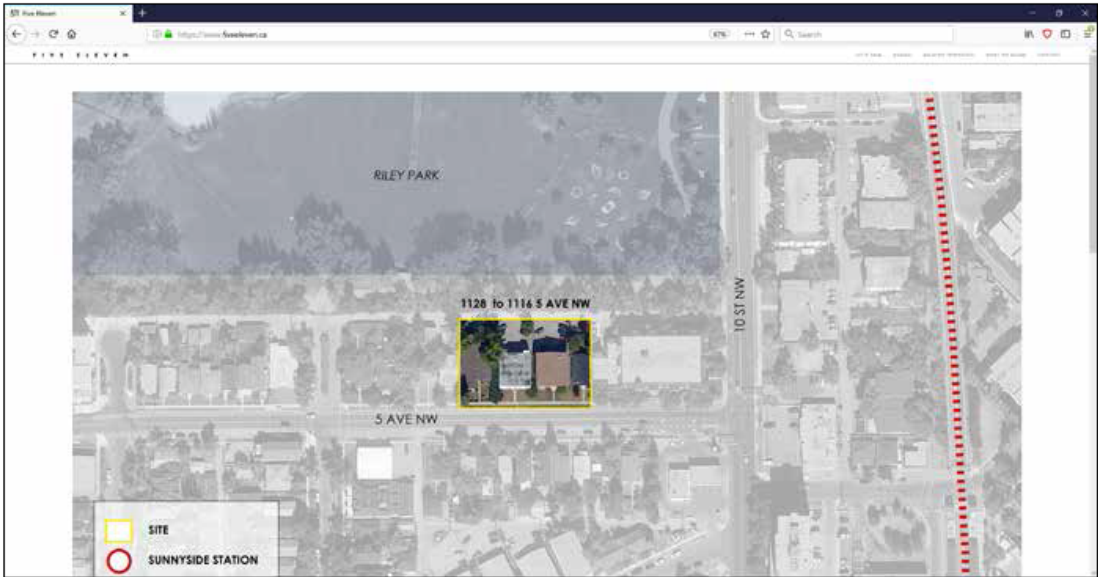 Five Eleven
https://www.fiveeleven.ca
67%
Search
FIVE ELEVEN
RILEY PARK
1128 to 1116 5 AVE NW
10 ST NW
5 AVE NW
SITE
SUNNYSIDE STATION